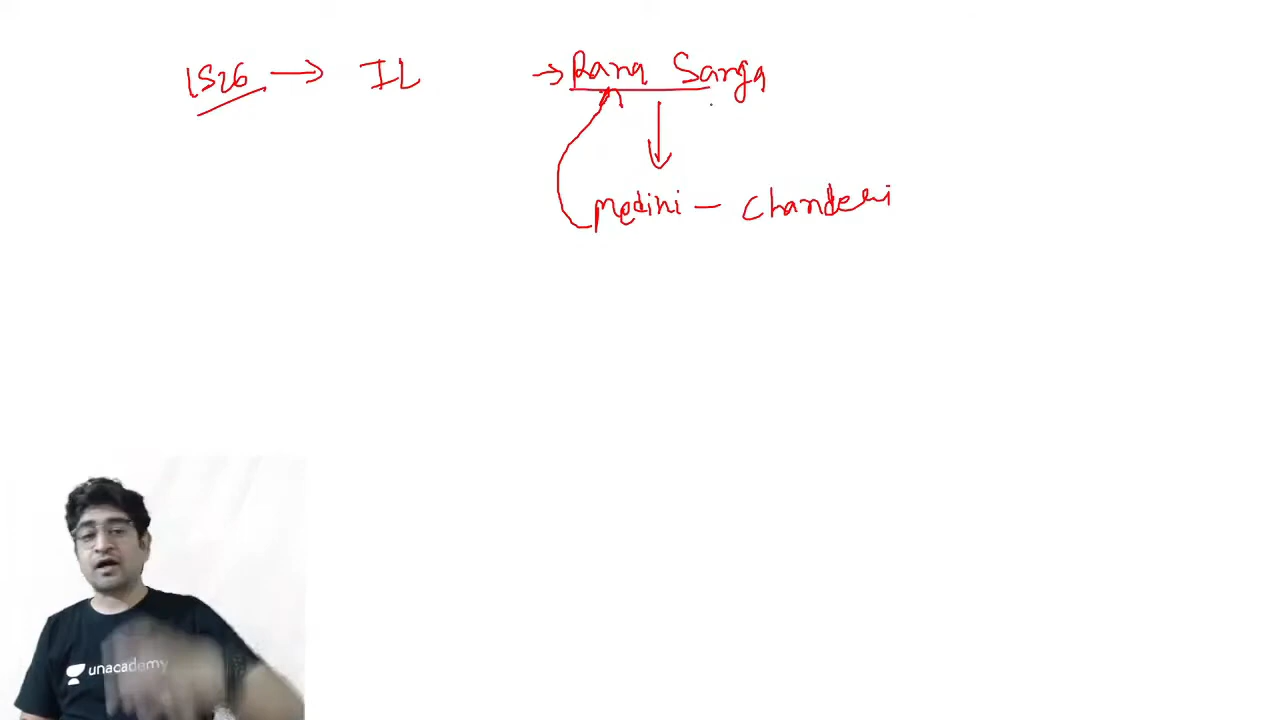 1526 → IL → Rana Sanga
Medini — Chanderi
unacademy